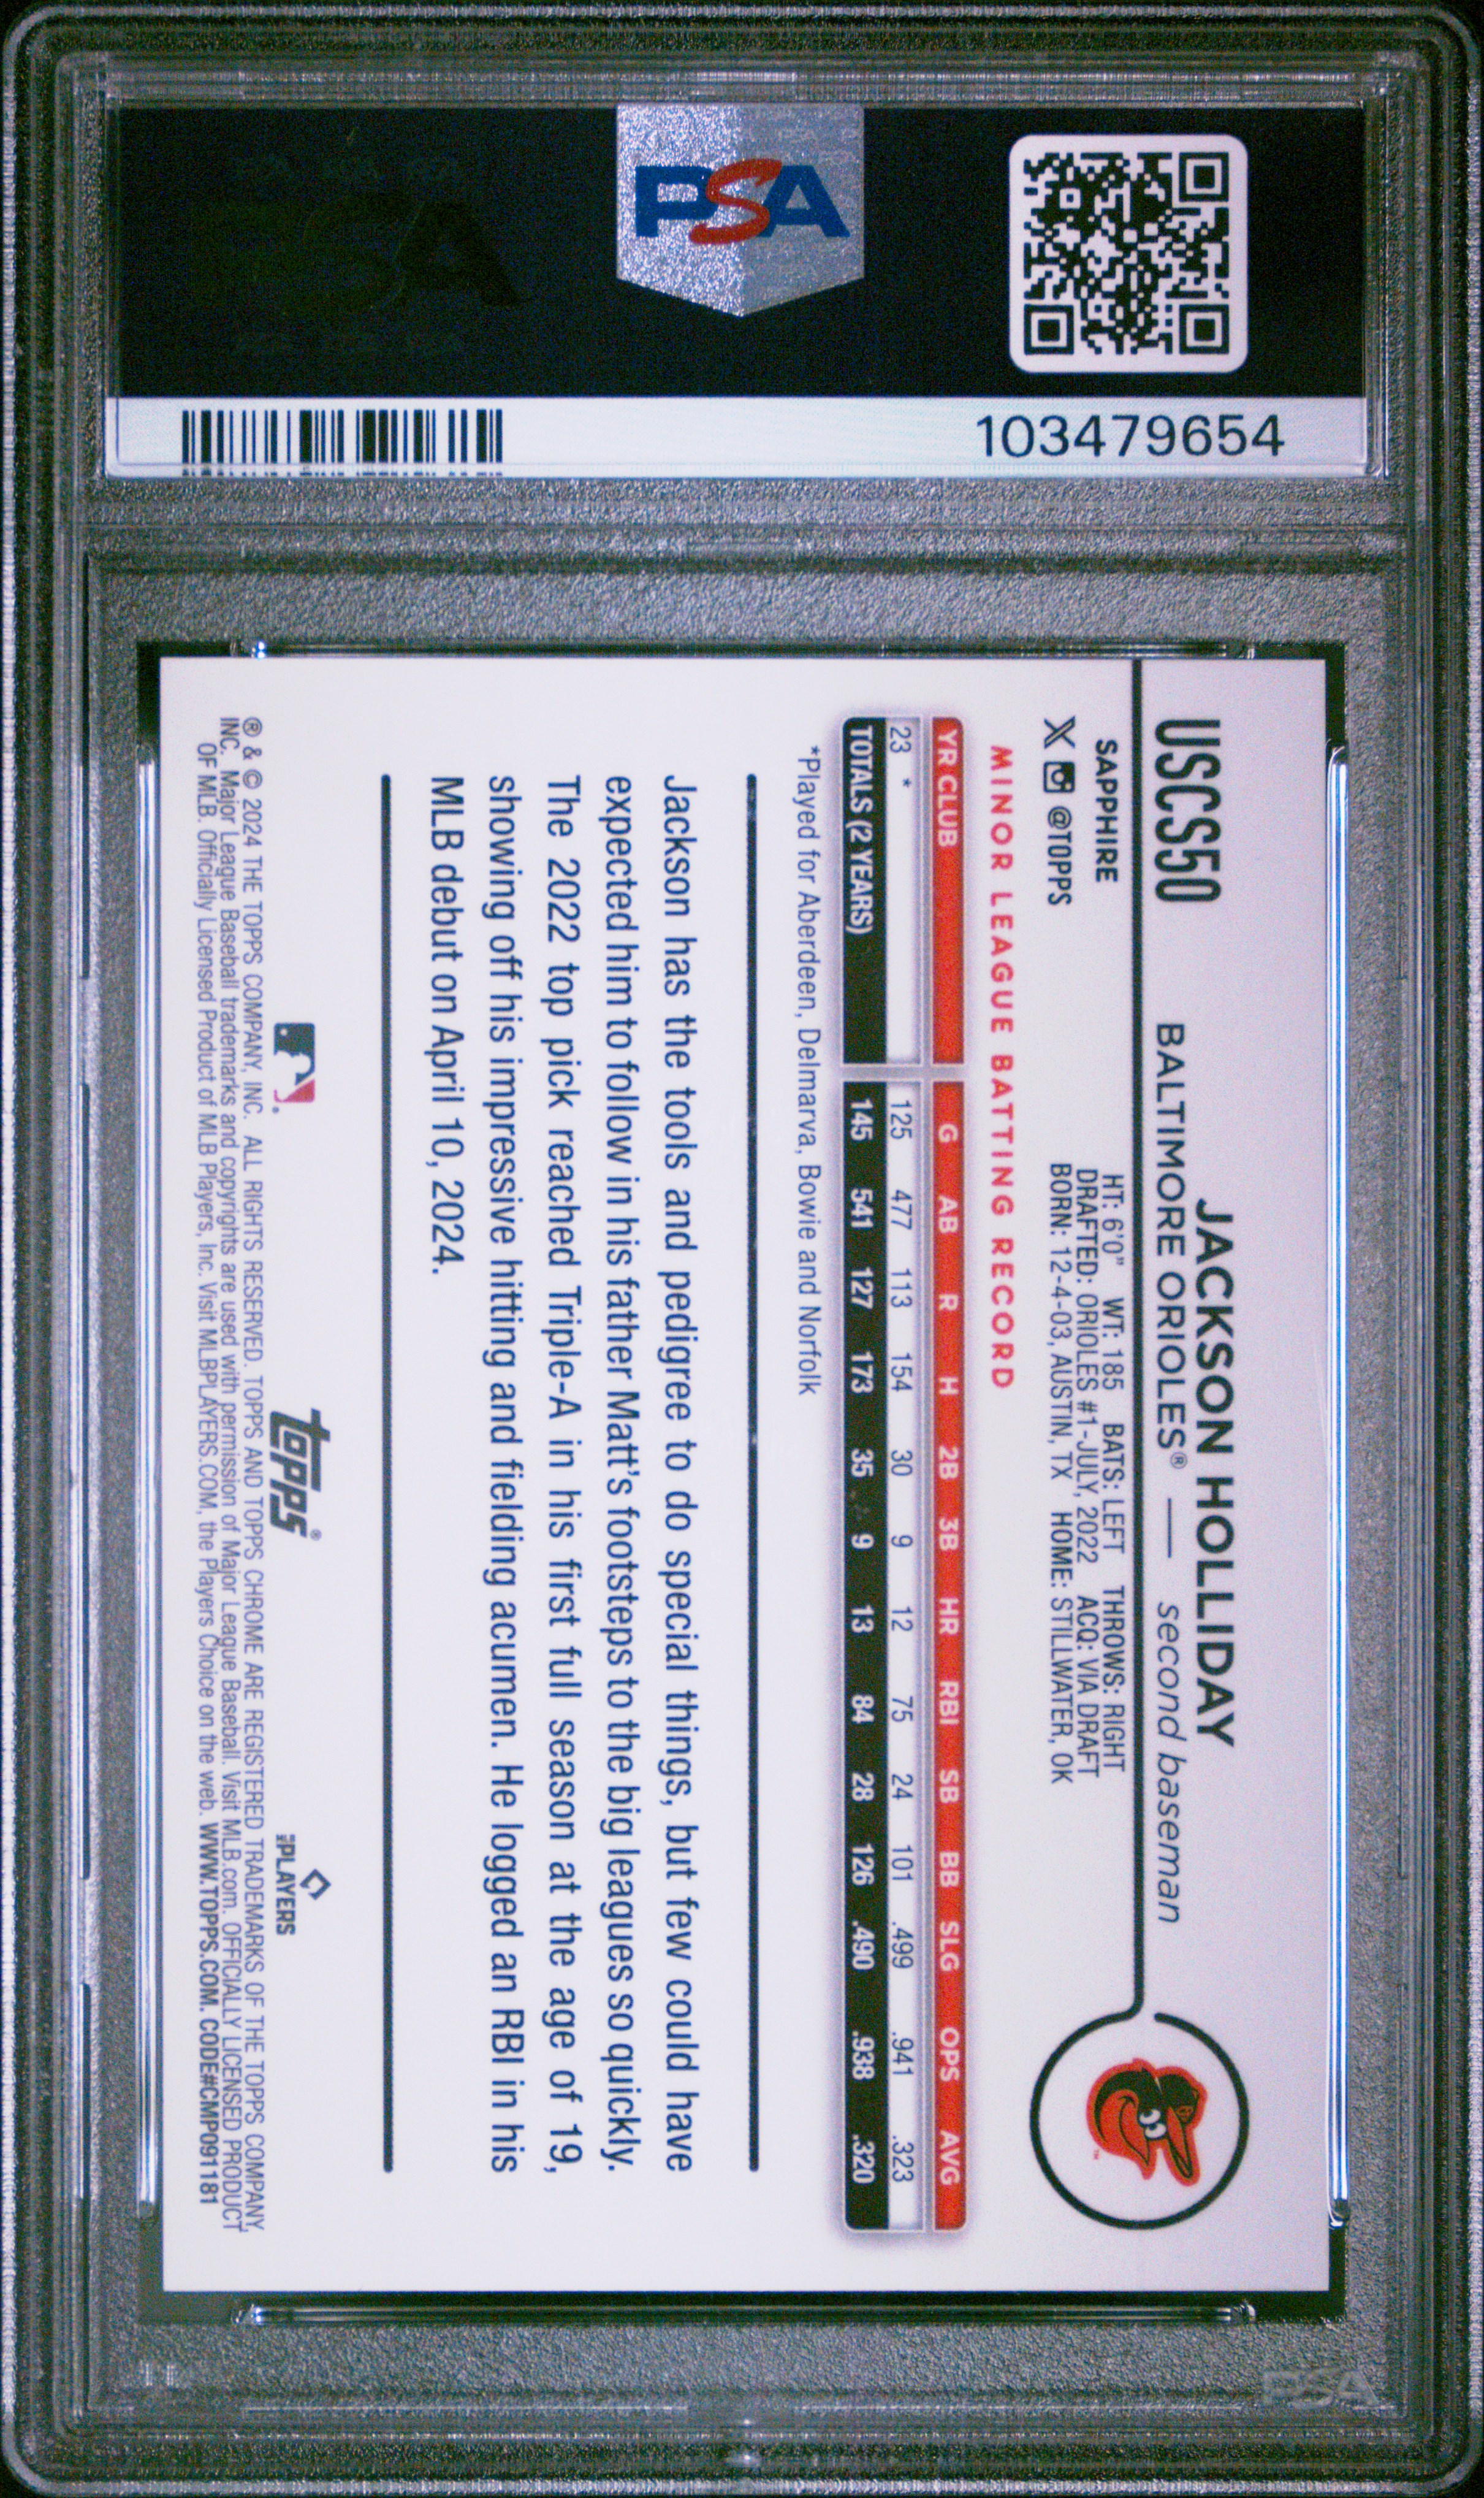 PSA
103479654
USCS50
JACKSON HOLLIDAY
BALTIMORE ORIOLES® — second baseman
SAPPHIRE
X @TOPPS
HT: 6'0" WT: 185 BATS: LEFT THROWS: RIGHT
DRAFTED: ORIOLES #1-JULY, 2022 ACQ: VIA DRAFT
BORN: 12-4-03, AUSTIN, TX HOME: STILLWATER, OK
MINOR LEAGUE BATTING RECORD
YR CLUB G AB R H 2B 3B HR RBI SB BB SLG OPS AVG
23 * 125 477 113 154 30 9 12 75 24 101 .499 .941 .323
TOTALS (2 YEARS) 145 541 127 173 35 9 13 84 28 126 .490 .938 .320
*Played for Aberdeen, Delmarva, Bowie and Norfolk
Jackson has the tools and pedigree to do special things, but few could have
expected him to follow in his father Matt's footsteps to the big leagues so quickly.
The 2022 top pick reached Triple-A in his first full season at the age of 19,
showing off his impressive hitting and fielding acumen. He logged an RBI in his
MLB debut on April 10, 2024.
topps®
PLAYERS
® & © 2024 THE TOPPS COMPANY, INC. ALL RIGHTS RESERVED. TOPPS AND TOPPS CHROME ARE REGISTERED TRADEMARKS OF THE TOPPS COMPANY,
INC. Major League Baseball trademarks and copyrights are used with permission of Major League Baseball. Visit MLB.com. OFFICIALLY LICENSED PRODUCT
OF MLB. Officially Licensed Product of MLB Players, Inc. Visit MLBPLAYERS.COM, the Players Choice on the web. WWW.TOPPS.COM. CODE#CMP091181
PSA